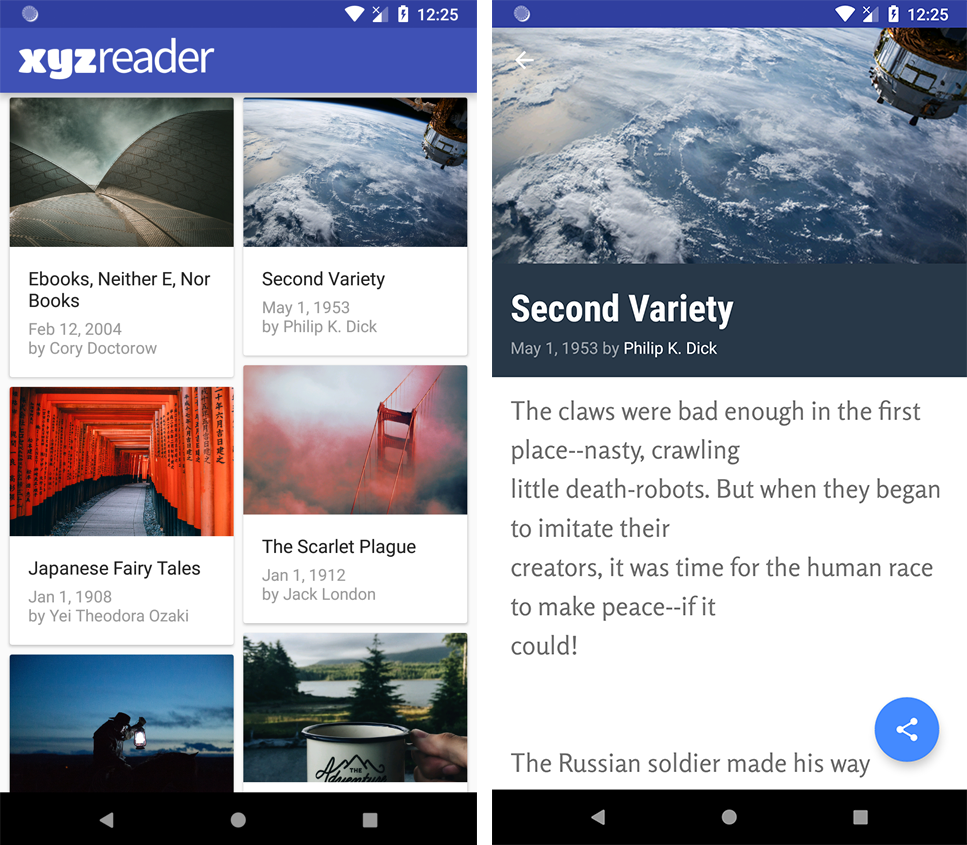 12:25
xyzreader
Ebooks, Neither E, Nor
Books
Feb 12, 2004
by Cory Doctorow
Second Variety
May 1, 1953
by Philip K. Dick
Japanese Fairy Tales
Jan 1, 1908
by Yei Theodora Ozaki
The Scarlet Plague
Jan 1, 1912
by Jack London
THE
Adventure
12:25
Second Variety
May 1, 1953 by Philip K. Dick
The claws were bad enough in the first
place--nasty, crawling
little death-robots. But when they began
to imitate their
creators, it was time for the human race
to make peace--if it
could!
The Russian soldier made his way